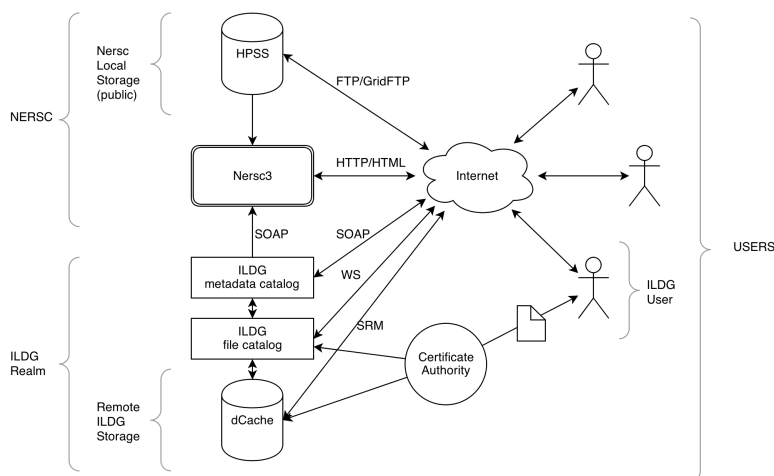 Nersc
Local
Storage
(public)
HPSS
FTP/GridFTP
NERSC
Nersc3
HTTP/HTML
Internet
SOAP
SOAP
USERS
ILDG
metadata catalog
WS
ILDG
User
ILDG
file catalog
SRM
ILDG
Realm
Certificate
Authority
Remote
ILDG
Storage
dCache